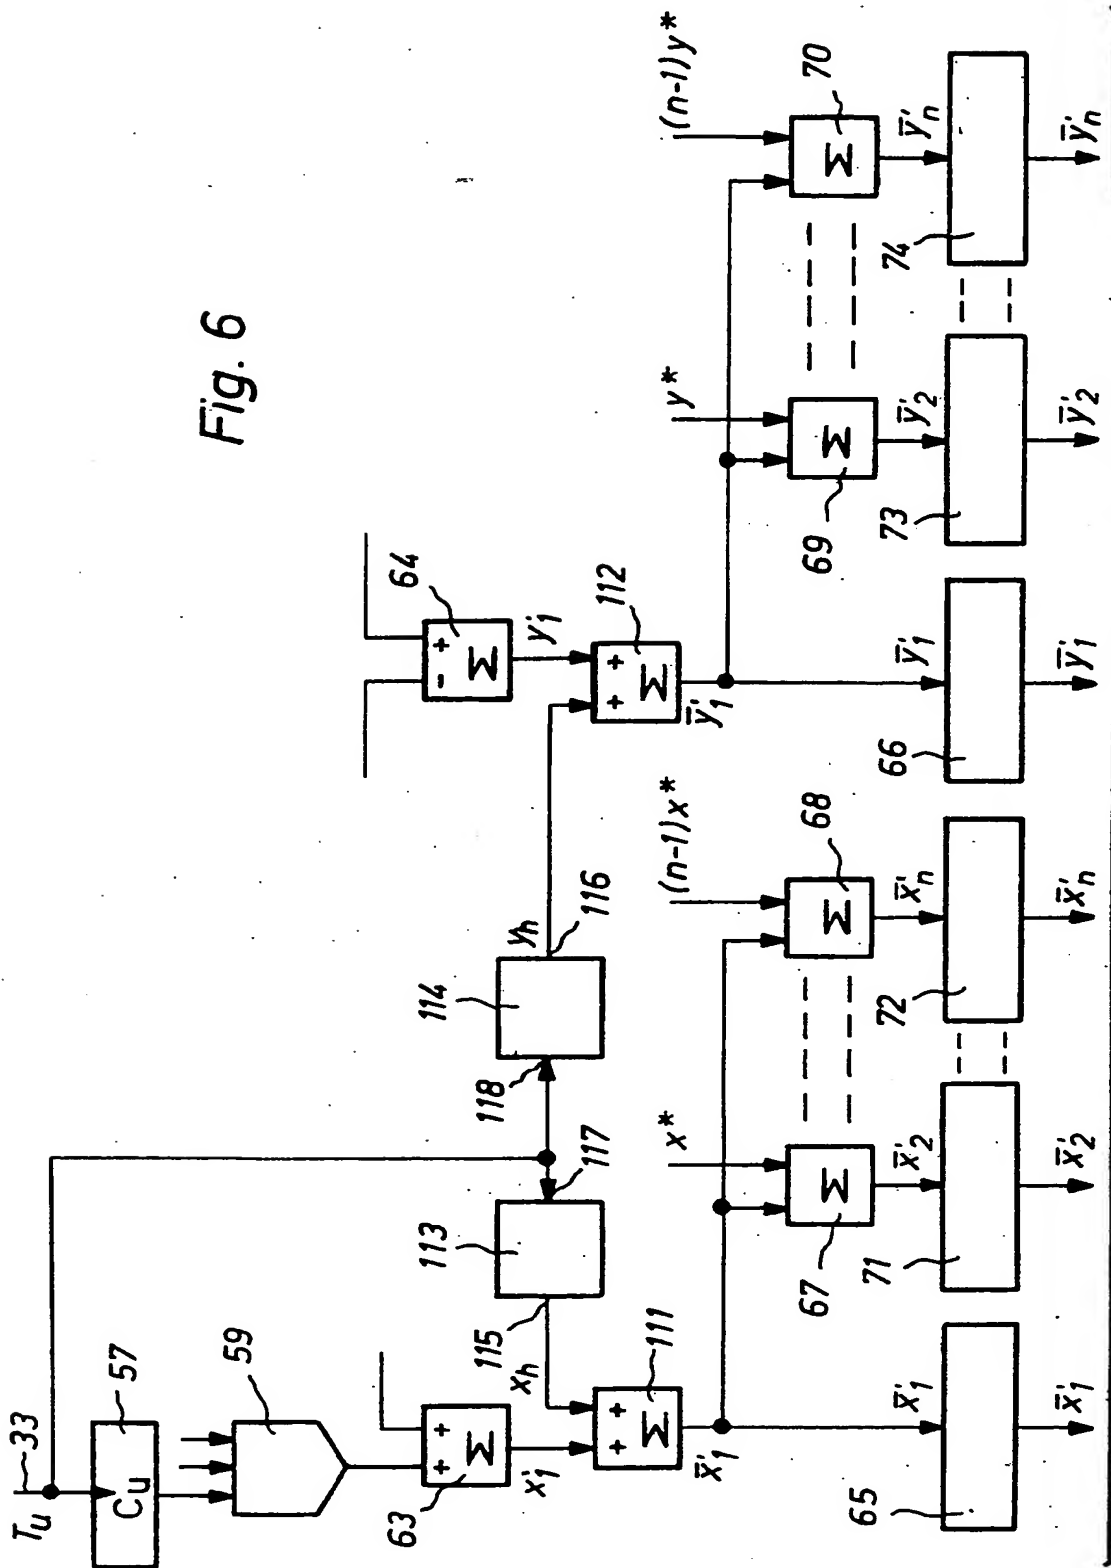 Fig. 6
T_u
33
57
C_u
59
+ +
Σ
63
x'_1
x_h
115
113
117
118
114
y_h
116
- +
Σ
64
y'_1
+ +
Σ
111
x̄'_1
+ +
Σ
112
ȳ'_1
x*
(n-1)x*
y*
(n-1)y*
Σ
67
Σ
68
Σ
69
Σ
70
x̄'_1
x̄'_2
x̄'_n
ȳ'_1
ȳ'_2
ȳ'_n
65
71
72
66
73
74
x̄'_1
x̄'_2
x̄'_n
ȳ'_1
ȳ'_2
ȳ'_n